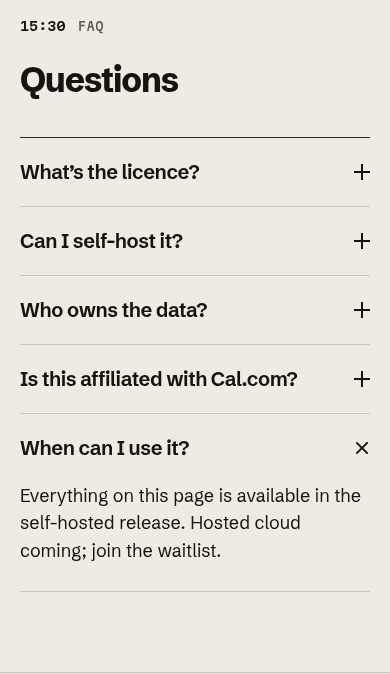 15:30 FAQ
Questions
What's the licence?
Can I self-host it?
Who owns the data?
Is this affiliated with Cal.com?
When can I use it?
Everything on this page is available in the
self-hosted release. Hosted cloud
coming; join the waitlist.